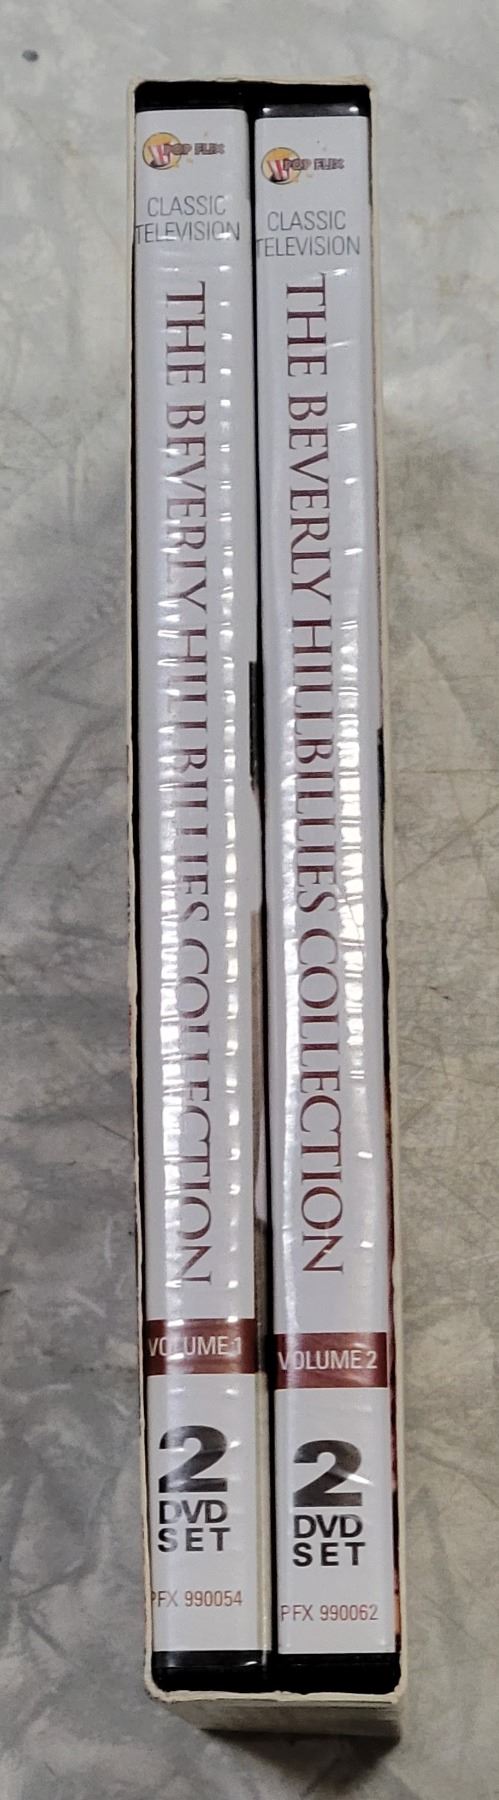 POP FLIX
CLASSIC
TELEVISION
THE BEVERLY HILLBILLIES COLLECTION
VOLUME 1
2
DVD
SET
PFX 990054
POP FLIX
CLASSIC
TELEVISION
THE BEVERLY HILLBILLIES COLLECTION
VOLUME 2
2
DVD
SET
PFX 990062